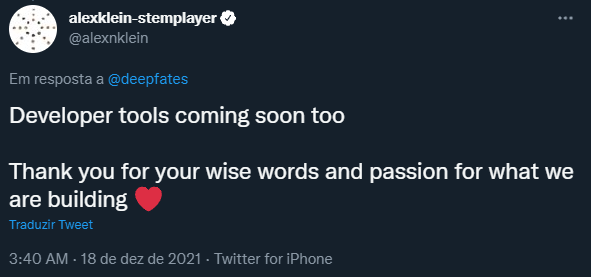 alexklein-stemplayer
@alexnklein
Em resposta a @deepfates
Developer tools coming soon too
Thank you for your wise words and passion for what we
are building ❤️
Traduzir Tweet
3:40 AM · 18 de dez de 2021 · Twitter for iPhone